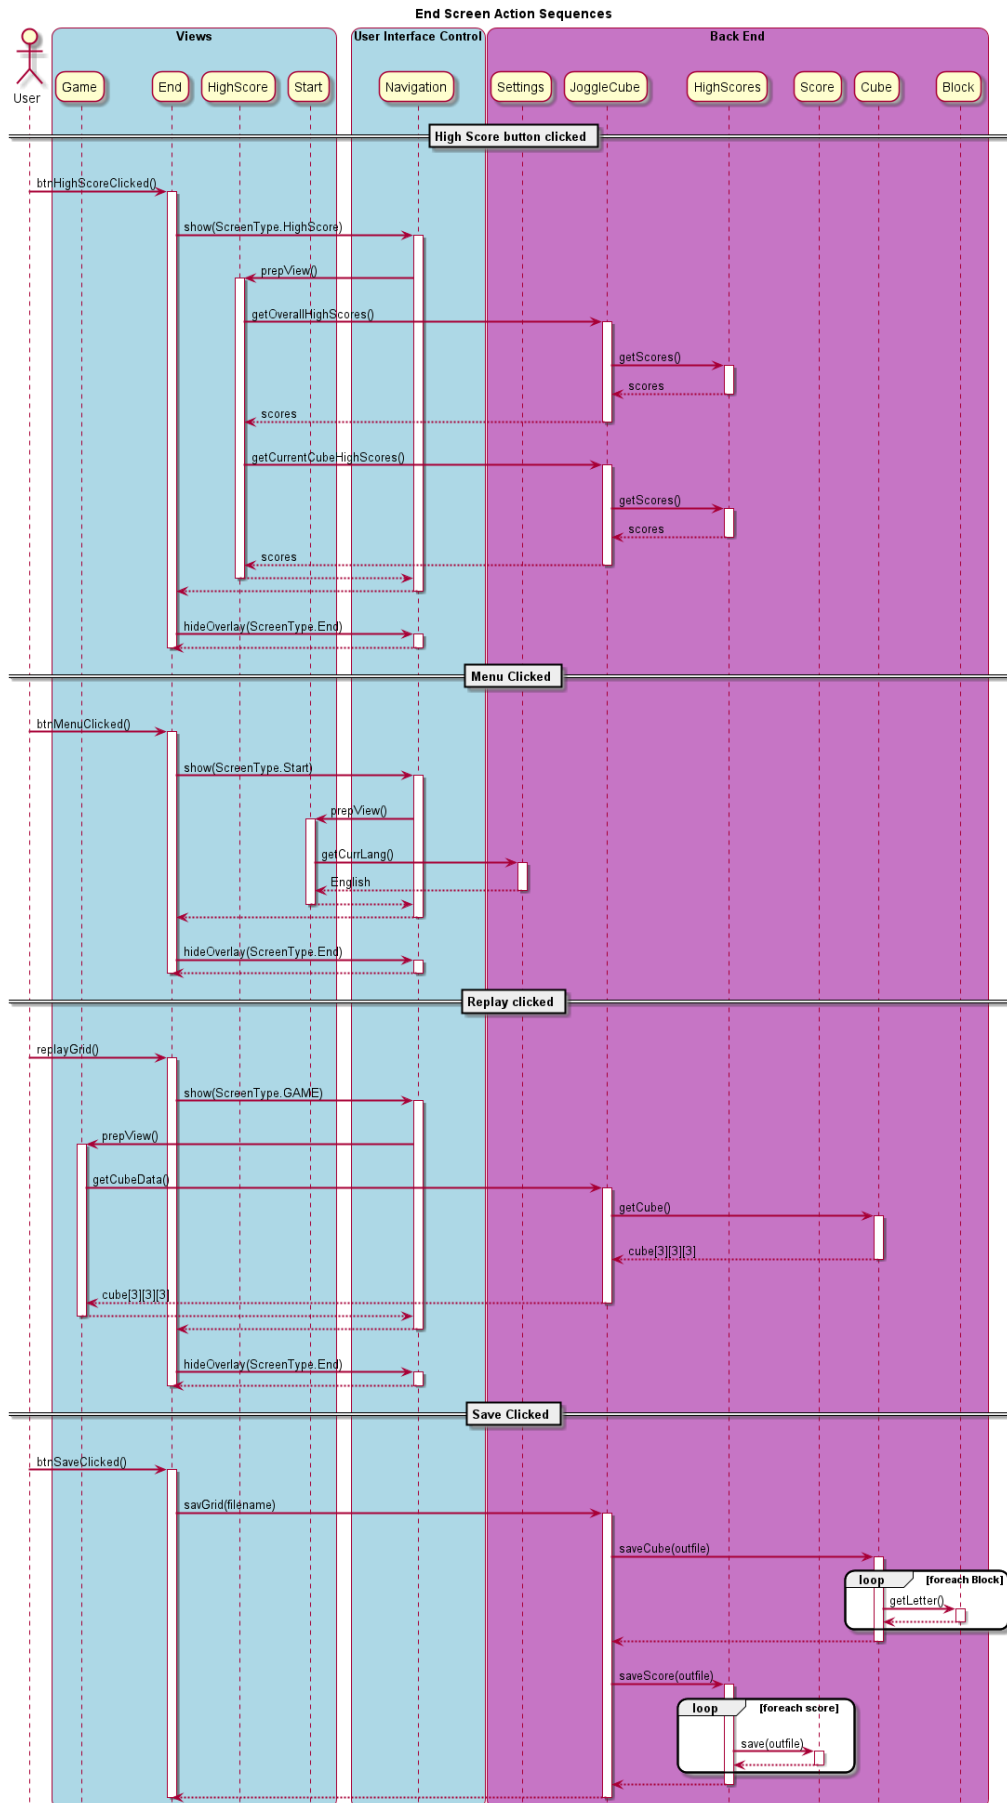 End Screen Action Sequences
Views
User Interface Control
Back End
User
Game
End
HighScore
Start
Navigation
Settings
JoggleCube
HighScores
Score
Cube
Block
High Score button clicked
btnHighScoreClicked()
show(ScreenType.HighScore)
prepView()
getOverallHighScores()
getScores()
scores
scores
getCurrentCubeHighScores()
getScores()
scores
scores
hideOverlay(ScreenType.End)
Menu Clicked
btnMenuClicked()
show(ScreenType.Start)
prepView()
getCurrLang()
English
hideOverlay(ScreenType.End)
Replay clicked
replayGrid()
show(ScreenType.GAME)
prepView()
getCubeData()
getCube()
cube[3][3][3]
cube[3][3][3]
hideOverlay(ScreenType.End)
Save Clicked
btnSaveClicked()
savGrid(filename)
saveCube(outfile)
loop [foreach Block]
getLetter()
saveScore(outfile)
loop [foreach score]
save(outfile)